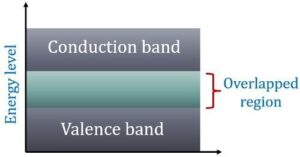 Energy level
Conduction band
Overlapped
region
Valence band